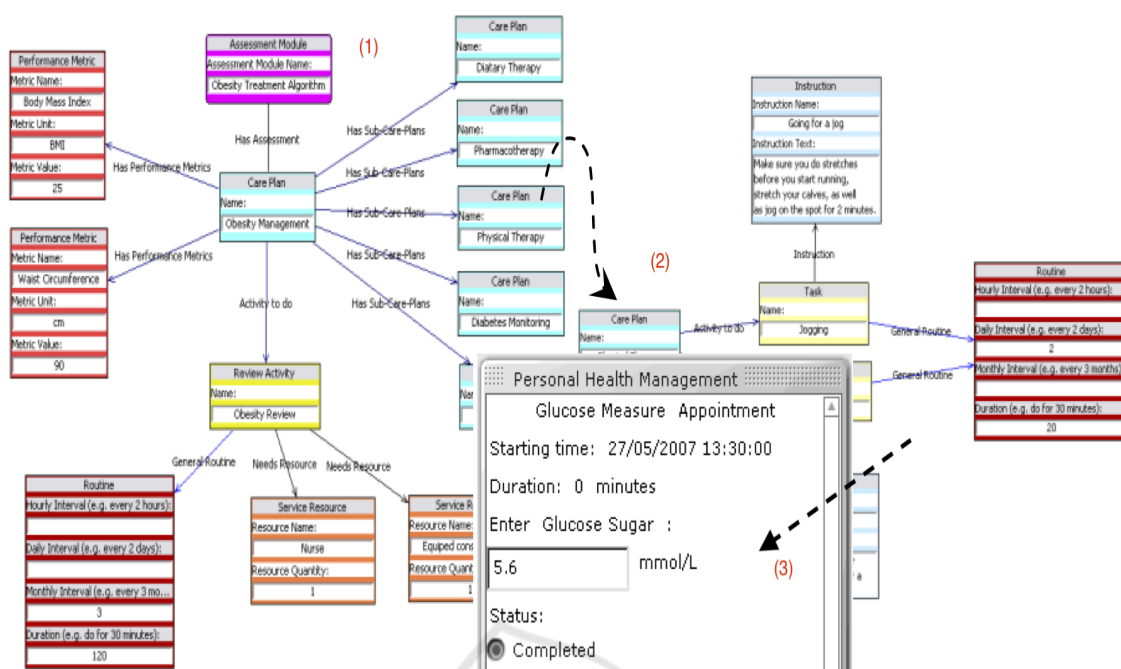 (1)
Assessment Module
Assessment Module Name:
Obesity Treatment Algorithm
Has Assessment
Performance Metric
Metric Name:
Body Mass Index
Metric Unit:
BMI
Metric Value:
25
Has Performance Metrics
Performance Metric
Metric Name:
Waist Circumference
Metric Unit:
cm
Metric Value:
90
Has Performance Metrics
Care Plan
Name:
Obesity Management
Has Sub-Care-Plans
Has Sub-Care-Plans
Has Sub-Care-Plans
Has Sub-Care-Plans
Has Sub-Care-Plans
Care Plan
Name:
Diatary Therapy
Care Plan
Name:
Pharmacotherapy
Care Plan
Name:
Physical Therapy
Care Plan
Name:
Diabetes Monitoring
Activity to do
Review Activity
Name:
Obesity Review
General Routine
Needs Resource
Needs Resource
Routine
Hourly Interval (e.g. every 2 hours):
Daily Interval (e.g. every 2 days):
Monthly Interval (e.g. every 3 mo...
3
Duration (e.g. do for 30 minutes):
120
Service Resource
Resource Name:
Nurse
Resource Quantity:
1
Service R
Resource Name:
Equiped cons
Resource Quant
1
(2)
Care Plan
Name:
Activity to do
Instruction
Instruction Name:
Going for a jog
Instruction Text:
Make sure you do stretches
before you start running,
stretch your calves, as well
as jog on the spot for 2 minutes.
Instruction
Task
Name:
Jogging
General Routine
General Routine
Routine
Hourly Interval (e.g. every 2 hours):
Daily Interval (e.g. every 2 days):
2
Monthly Interval (e.g. every 3 months)
Duration (e.g. do for 30 minutes):
20
Personal Health Management
Glucose Measure Appointment
Starting time: 27/05/2007 13:30:00
Duration: 0 minutes
Enter Glucose Sugar :
5.6 mmol/L
Status:
Completed
(3)